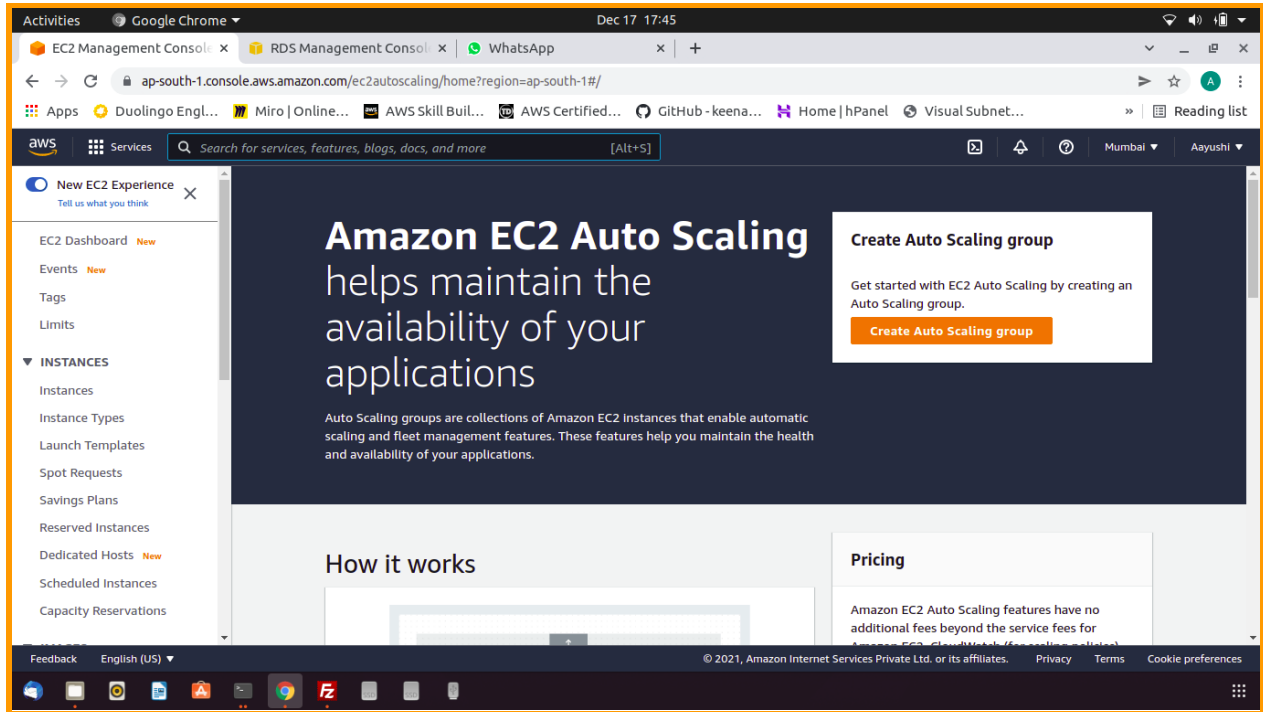 Activities
Google Chrome
Dec 17 17:45
EC2 Management Console
RDS Management Consol
WhatsApp
ap-south-1.console.aws.amazon.com/ec2autoscaling/home?region=ap-south-1#/
Apps
Duolingo Engl...
Miro | Online...
AWS Skill Buil...
AWS Certified...
GitHub - keena...
Home | hPanel
Visual Subnet...
»
Reading list
aws
Services
Search for services, features, blogs, docs, and more
[Alt+S]
Mumbai
Aayushi
New EC2 Experience
Tell us what you think
EC2 Dashboard New
Events New
Tags
Limits
INSTANCES
Instances
Instance Types
Launch Templates
Spot Requests
Savings Plans
Reserved Instances
Dedicated Hosts New
Scheduled Instances
Capacity Reservations
Amazon EC2 Auto Scaling
helps maintain the
availability of your
applications
Auto Scaling groups are collections of Amazon EC2 instances that enable automatic
scaling and fleet management features. These features help you maintain the health
and availability of your applications.
Create Auto Scaling group
Get started with EC2 Auto Scaling by creating an
Auto Scaling group.
Create Auto Scaling group
How it works
Pricing
Amazon EC2 Auto Scaling features have no
additional fees beyond the service fees for
Amazon EC2, CloudWatch (for scaling policies)
Feedback
English (US)
© 2021, Amazon Internet Services Private Ltd. or its affiliates.
Privacy
Terms
Cookie preferences